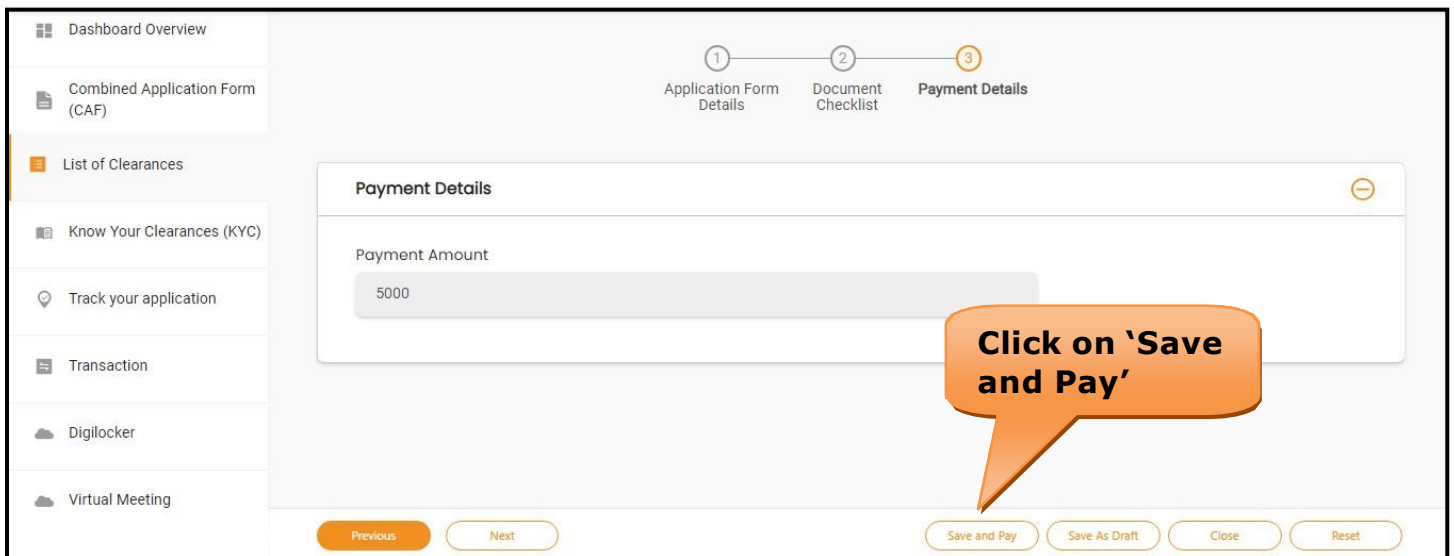 Dashboard Overview
Combined Application Form
(CAF)
List of Clearances
Know Your Clearances (KYC)
Track your application
Transaction
Digilocker
Virtual Meeting
1
2
3
Application Form
Details
Document
Checklist
Payment Details
Payment Details
Payment Amount
5000
Click on ‘Save
and Pay’
Previous
Next
Save and Pay
Save As Draft
Close
Reset